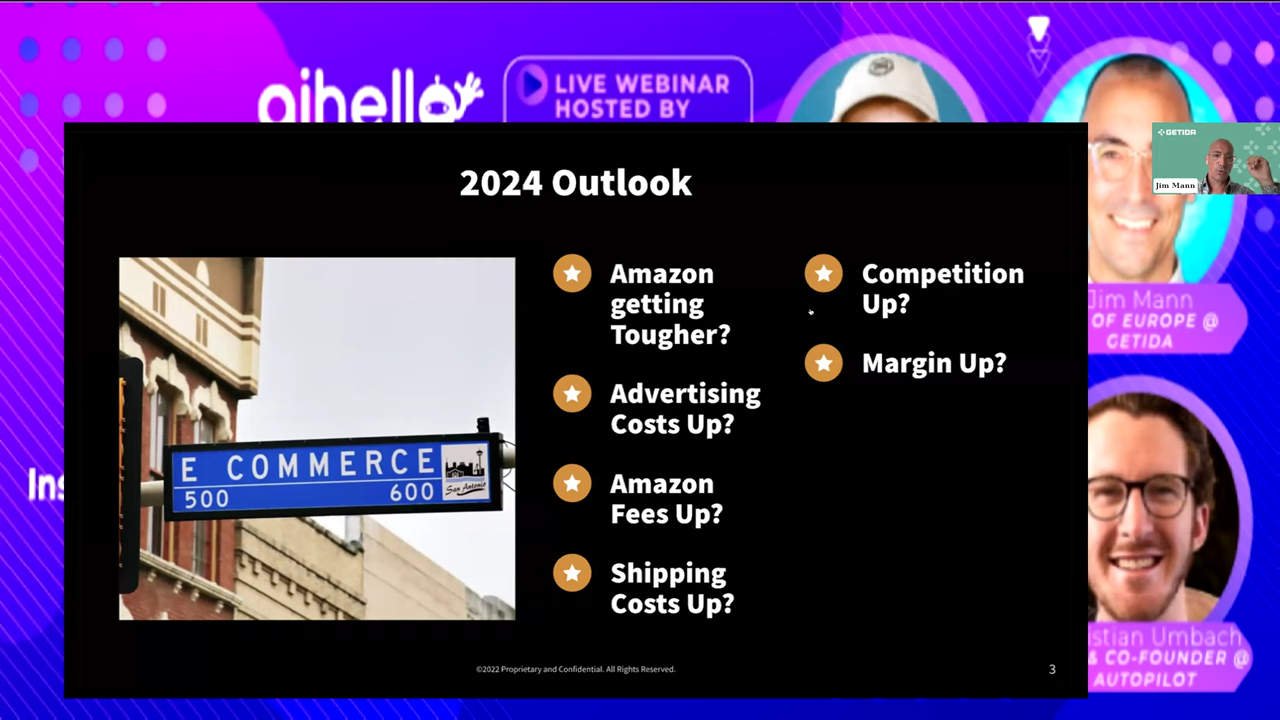 aihello
LIVE WEBINAR
HOSTED BY
GETIDA
Jim Mann
2024 Outlook
Amazon
getting
Tougher?
Advertising
Costs Up?
Amazon
Fees Up?
Shipping
Costs Up?
Competition
Up?
Margin Up?
E COMMERCE
500 600
San Antonio
©2022 Proprietary and Confidential. All Rights Reserved.
3
Jim Mann
OF EUROPE @
GETIDA
Ins
stian Umbach
& CO-FOUNDER @
AUTOPILOT